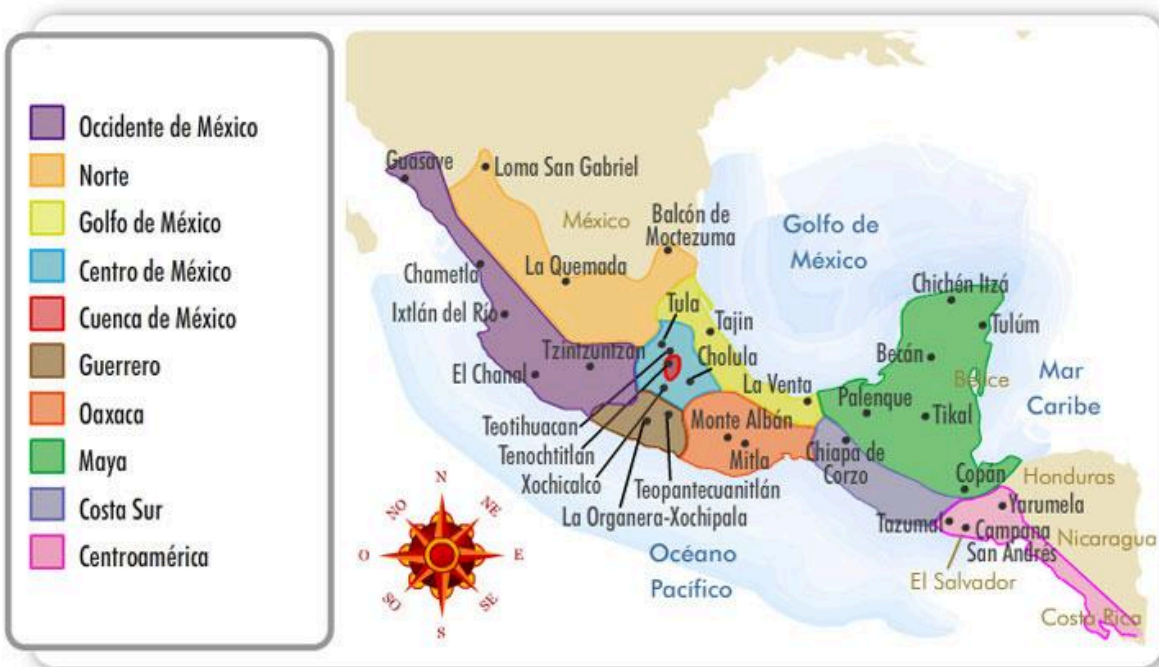 Occidente de México
Norte
Golfo de México
Centro de México
Cuenca de México
Guerrero
Oaxaca
Maya
Costa Sur
Centroamérica
Guasave
Loma San Gabriel
México
Balcón de
Moctezuma
Golfo de
México
Chametla
La Quemada
Chichén Itzá
Ixtlán del Río
Tula
Tajin
Tulúm
Tzintzuntzan
Cholula
Becán
El Chanal
La Venta
Belice
Mar
Caribe
Palenque
Tikal
Teotihuacan
Monte Albán
Tenochtitlán
Mitla
Chiapa de
Corzo
Xochicalco
Teopantecuanitlán
Copán
Honduras
La Organera-Xochipala
Yarumela
Tazumal
Campana
San Andrés
Nicaragua
Océano
Pacífico
El Salvador
Costa Rica
N
NO
NE
O
E
SO
SE
S